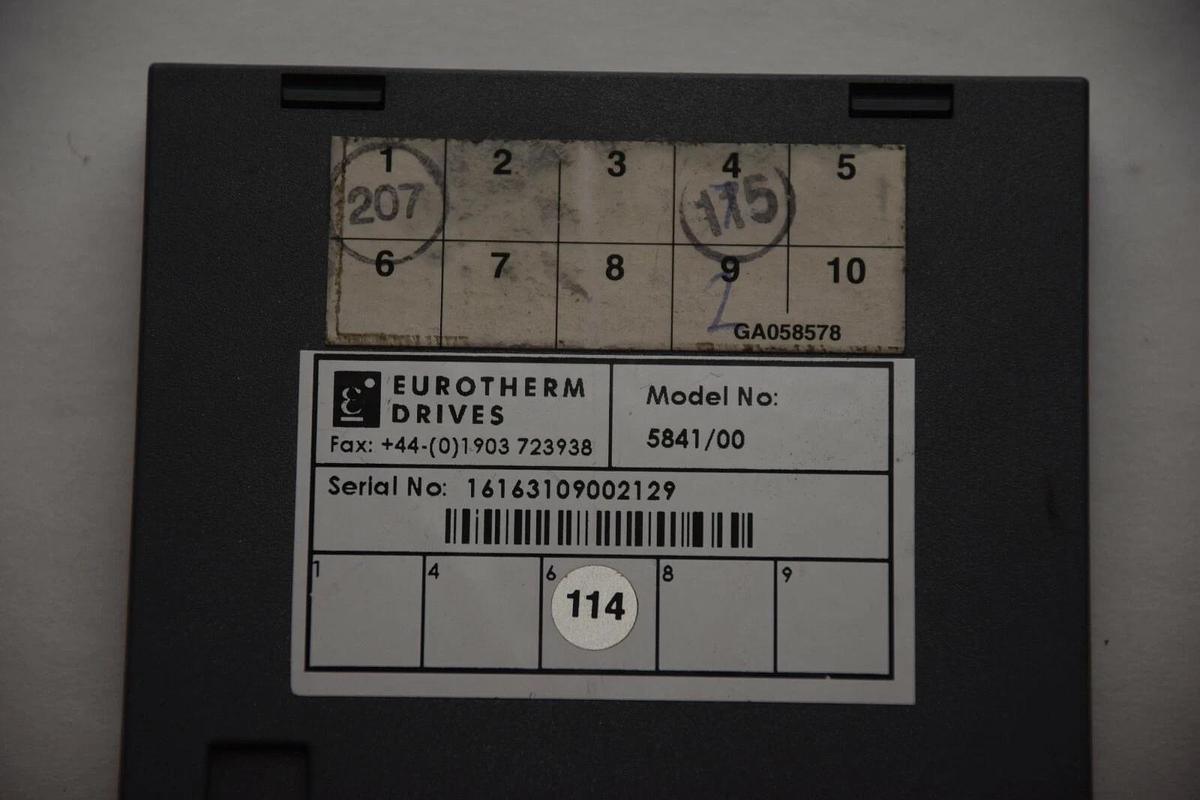 1 2 3 4 5
207
6 7 8 9 10
2
GA058578
EUROTHERM
DRIVES
Fax: +44-(0)1903 723938
Model No:
5841/00
Serial No: 16163109002129
1 4 6 8 9
114